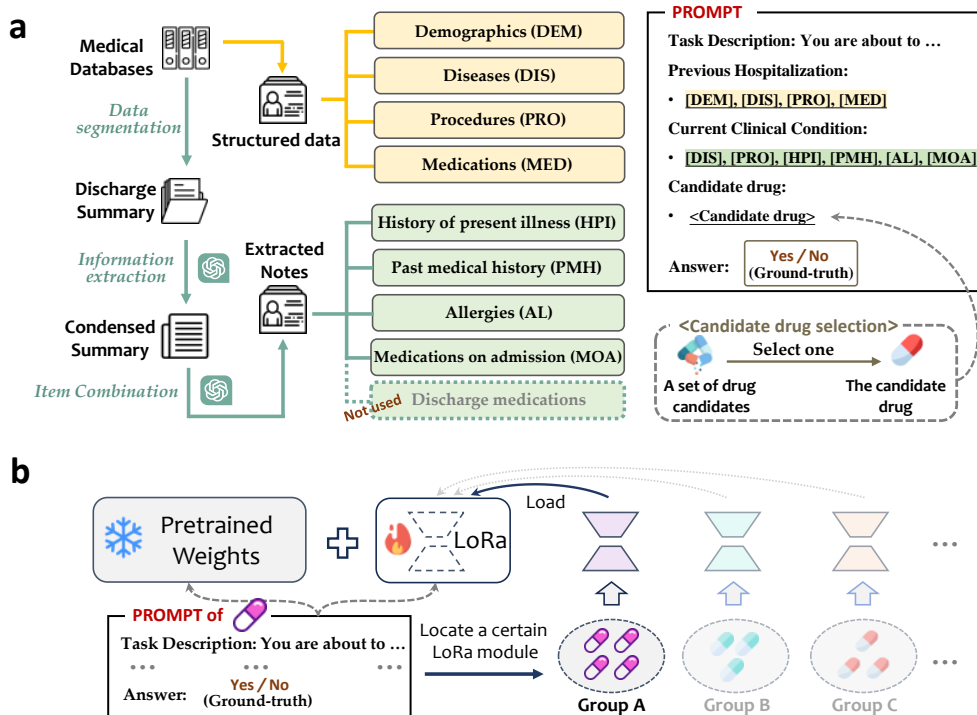 a
Medical
Databases
Data
segmentation
Discharge
Summary
Information
extraction
Condensed
Summary
Item Combination
Structured data
Demographics (DEM)
Diseases (DIS)
Procedures (PRO)
Medications (MED)
Extracted
Notes
History of present illness (HPI)
Past medical history (PMH)
Allergies (AL)
Medications on admission (MOA)
Not used
Discharge medications
PROMPT
Task Description: You are about to ...
Previous Hospitalization:
• [DEM], [DIS], [PRO], [MED]
Current Clinical Condition:
• [DIS], [PRO], [HPI], [PMH], [AL], [MOA]
Candidate drug:
• <Candidate drug>
Answer:
Yes / No
(Ground-truth)
<Candidate drug selection>
Select one
A set of drug
candidates
The candidate
drug
b
Pretrained
Weights
LoRa
Load
PROMPT of
Task Description: You are about to ...
... ... ...
Answer:
Yes / No
(Ground-truth)
Locate a certain
LoRa module
...
...
Group A
Group B
Group C